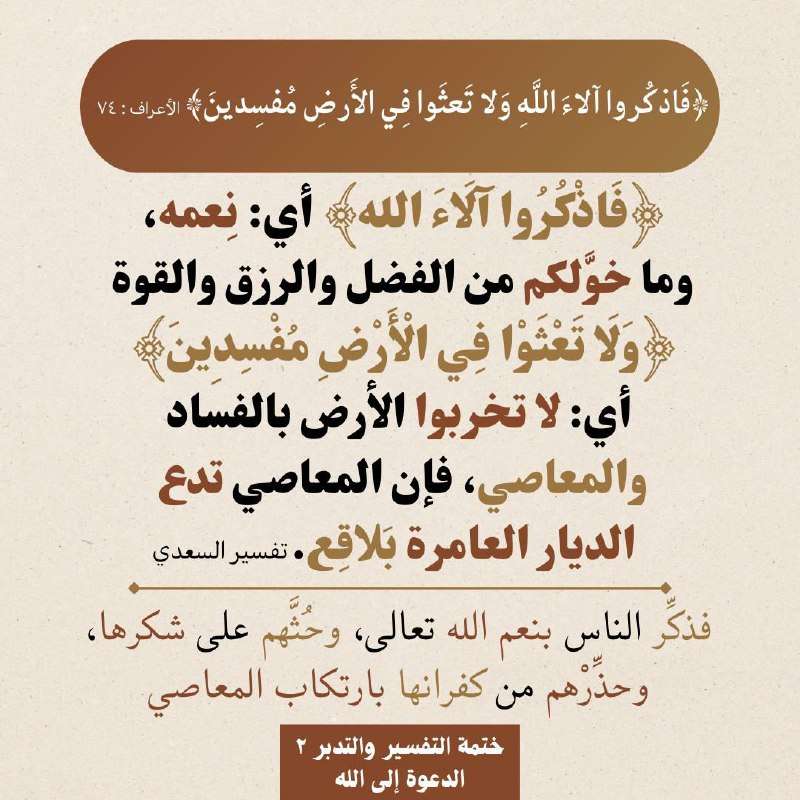 ﴿فَاذكُروا آلاءَ اللَّهِ وَلا تَعثَوا فِي الأَرضِ مُفسِدينَ﴾ الأعراف: ٧٤
﴿فَاذْكُرُوا آلَاءَ الله﴾ أي: نِعمه،
وما خوَّلكم من الفضل والرزق والقوة
﴿وَلَا تَعْثَوْا فِي الْأَرْضِ مُفْسِدِينَ﴾
أي: لا تخربوا الأرض بالفساد
والمعاصي، فإن المعاصي تدع
الديار العامرة بَلاقِع. تفسير السعدي
فذكِّر الناس بنعم الله تعالى، وحُثَّهم على شكرها،
وحذِّرْهم من كفرانها بارتكاب المعاصي
ختمة التفسير والتدبر ٢
الدعوة إلى الله